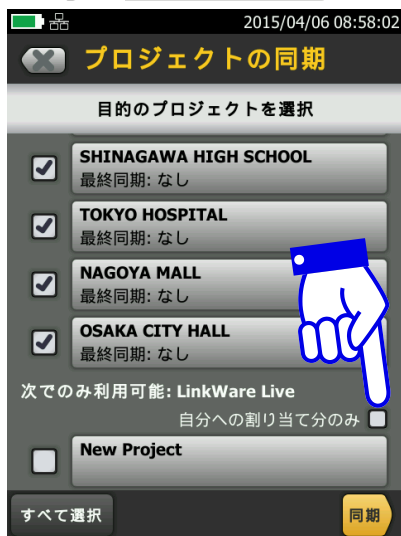 2015/04/06 08:58:02
プロジェクトの同期
目的のプロジェクトを選択
SHINAGAWA HIGH SCHOOL
最終同期: なし
TOKYO HOSPITAL
最終同期: なし
NAGOYA MALL
最終同期: なし
OSAKA CITY HALL
最終同期: なし
次でのみ利用可能: LinkWare Live
自分への割り当て分のみ
New Project
すべて選択
同期